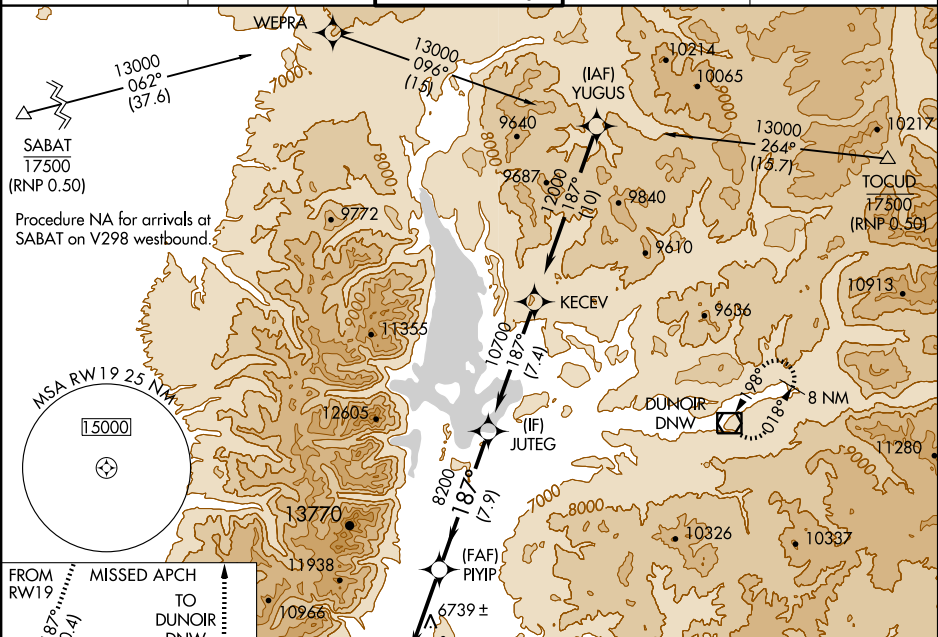 WEPRA
13000
096°
(15)
10214
10065
(IAF)
YUGUS
13000
062°
(37.6)
7000
9000
SABAT
17500
(RNP 0.50)
9640
13000
264°
(15.7)
10217
TOCUD
17500
(RNP 0.50)
8000
9687
12000
187°
(10)
9840
Procedure NA for arrivals at
SABAT on V298 westbound.
9772
9610
10913
KECEV
9636
11355
10700
187°
(7.4)
MSA RW19 25 NM
15000
12605
(IF)
JUTEG
DUNOIR
DNW
198°
018°
8 NM
11280
9000
8200
187°
(7.9)
7000
8000
13770
10326
10337
(FAF)
PIYIP
11938
10966
6739 ±
FROM
RW19
MISSED APCH
TO
DUNOIR